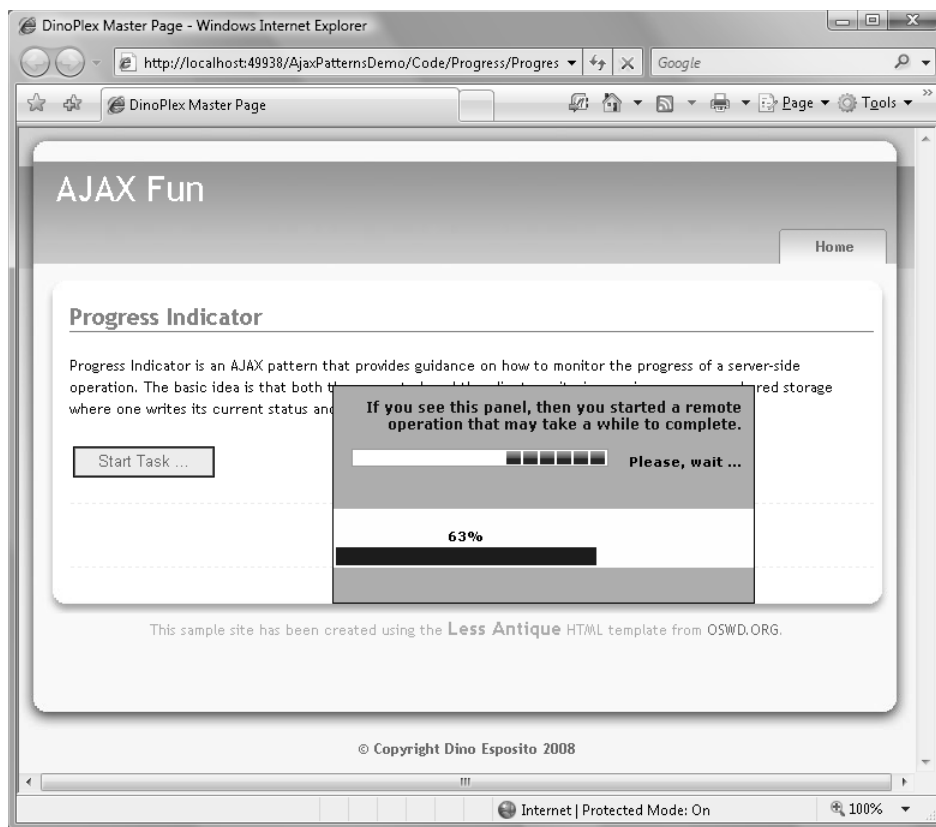 DinoPlex Master Page - Windows Internet Explorer
http://localhost:49938/AjaxPatternsDemo/Code/Progress/Progres
Google
DinoPlex Master Page
Page
Tools
AJAX Fun
Home
Progress Indicator
Progress Indicator is an AJAX pattern that provides guidance on how to monitor the progress of a server-side
operation. The basic idea is that both
storage
where one writes its current status
If you see this panel, then you started a remote
operation that may take a while to complete.
Start Task ...
Please, wait ...
63%
This sample site has been created using the Less Antique HTML template from OSWD.ORG.
© Copyright Dino Esposito 2008
Internet | Protected Mode: On
100%